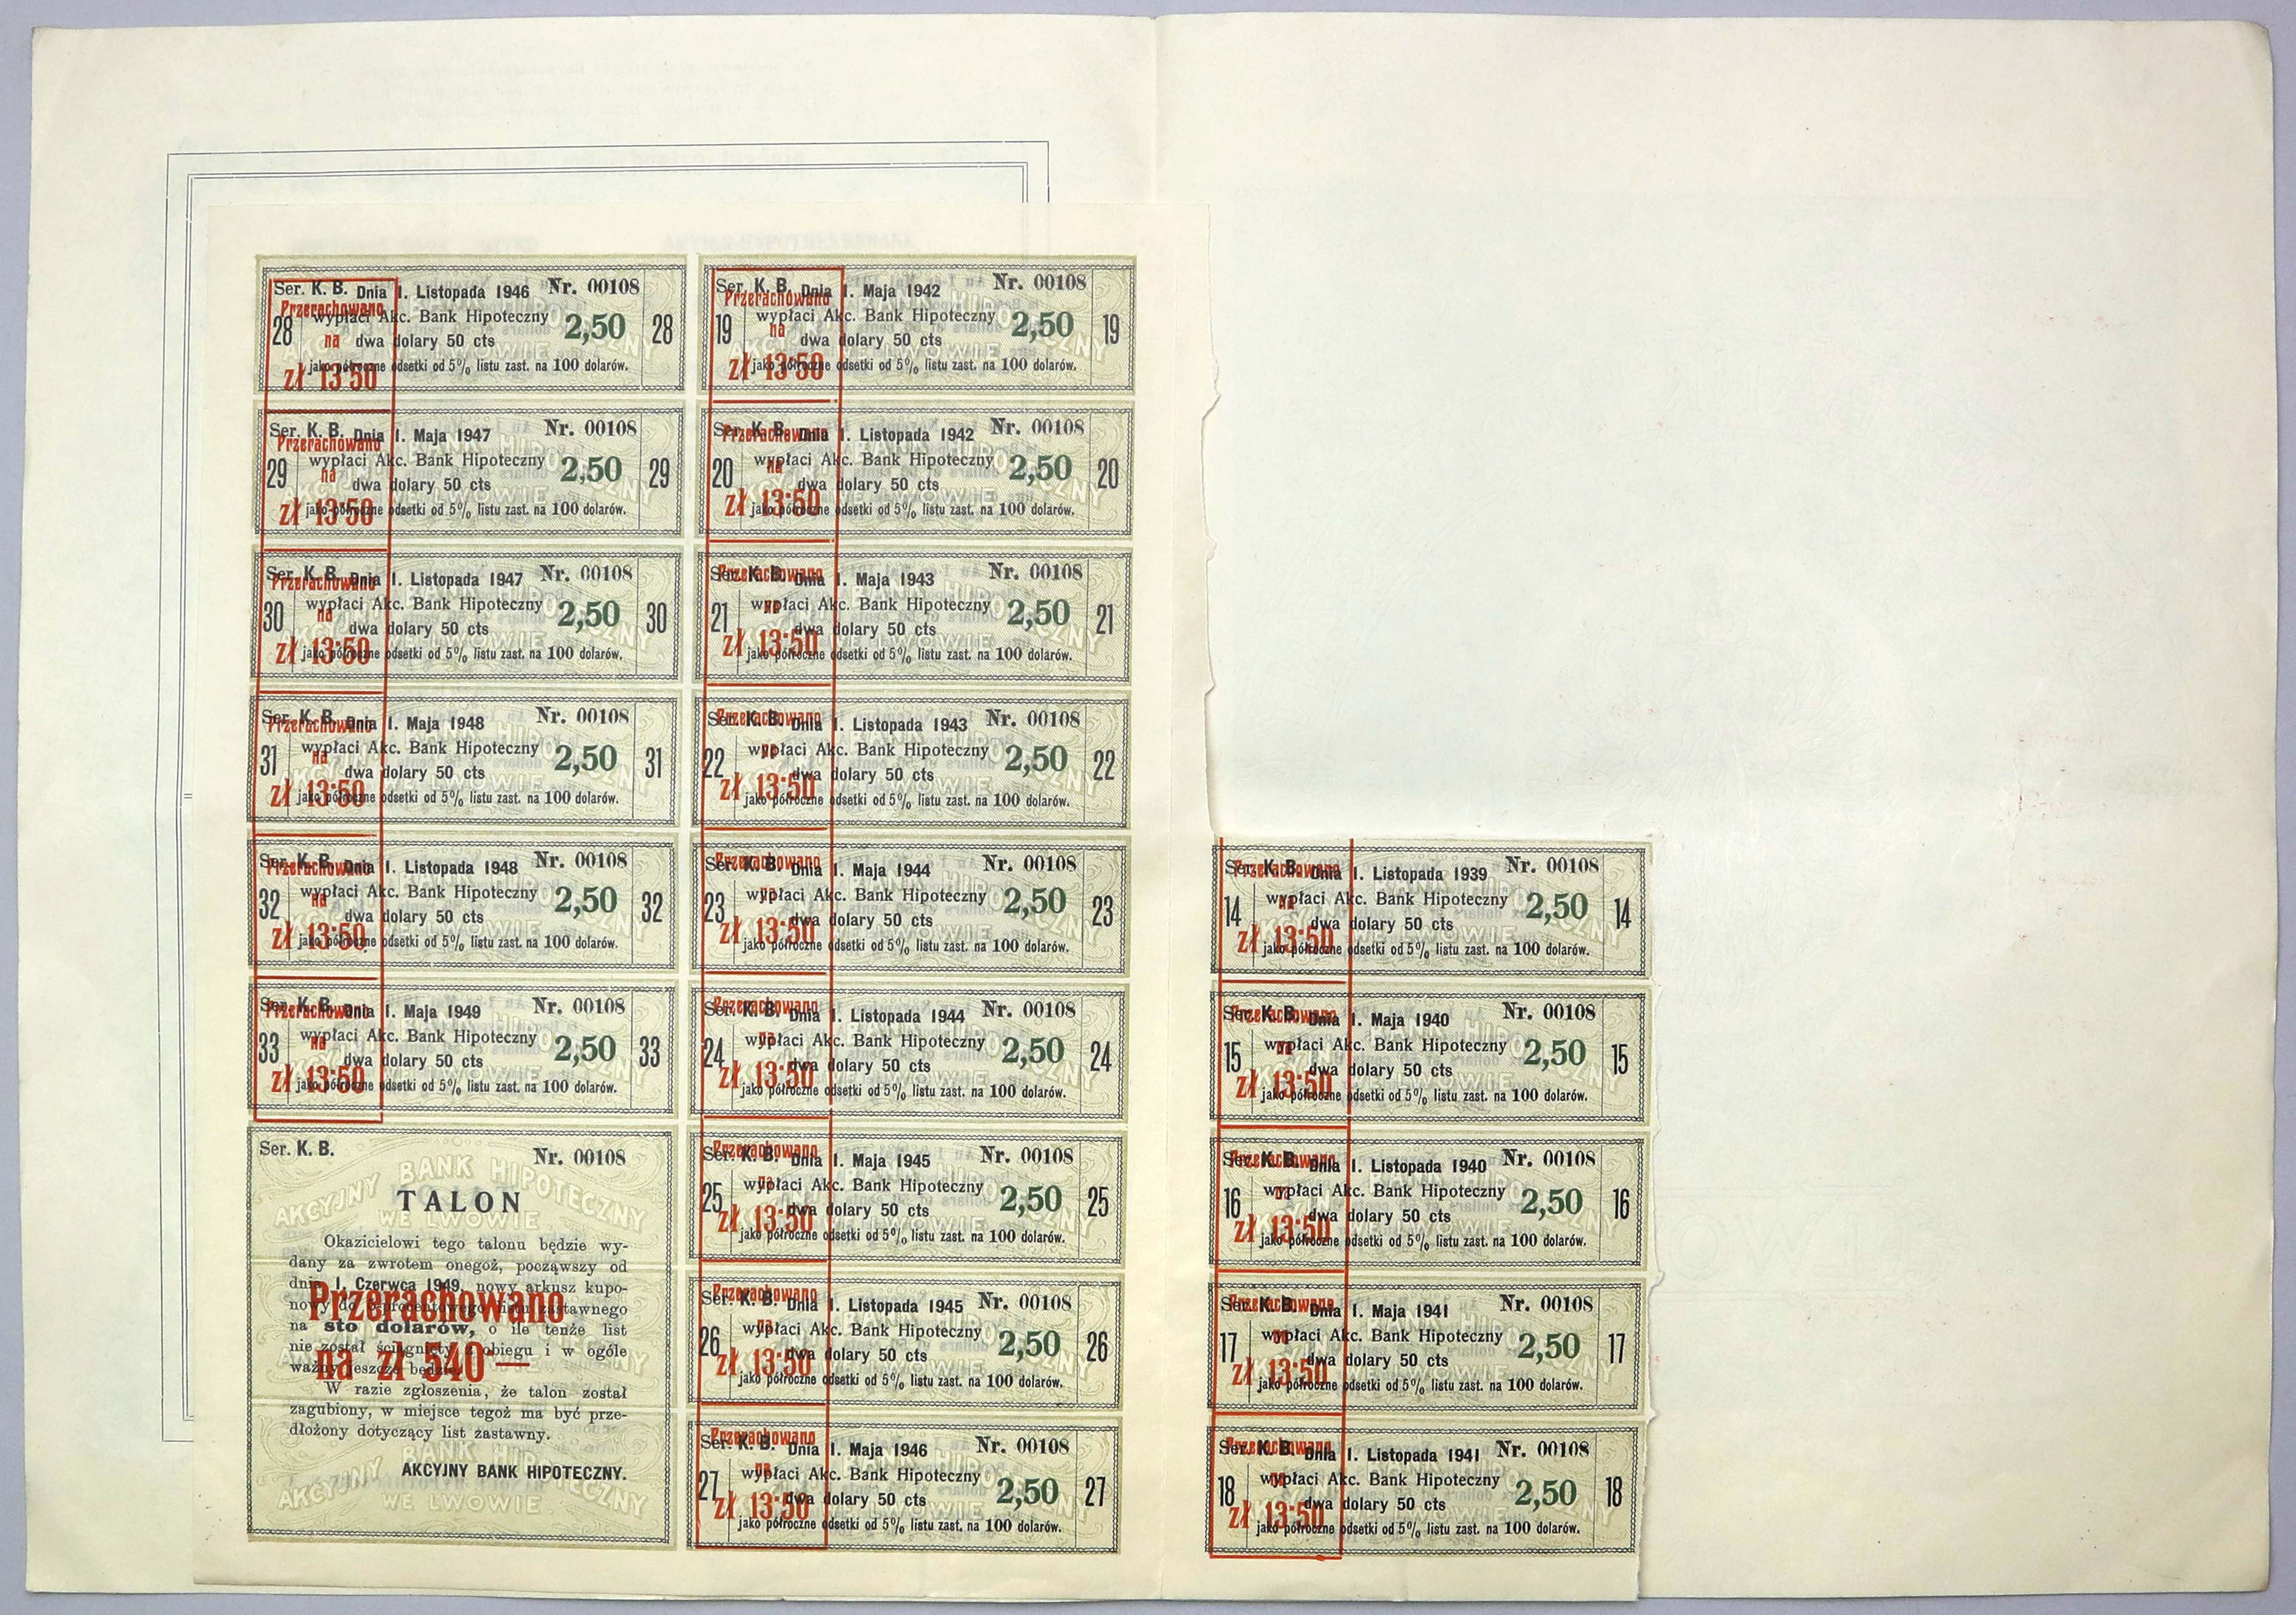 Ser. K. B. Dnia 1. Listopada 1946 Nr. 00108
Przerachowano
28 wypłaci Akc. Bank Hipoteczny 2,50 28
na dwa dolary 50 cts
zł 13·50 jako półroczne odsetki od 5% listu zast. na 100 dolarów.
Ser. K. B. Dnia 1. Maja 1947 Nr. 00108
Przerachowano
29 wypłaci Akc. Bank Hipoteczny 2,50 29
na dwa dolary 50 cts
zł 13·50 jako półroczne odsetki od 5% listu zast. na 100 dolarów.
Ser. K. B. Dnia 1. Listopada 1947 Nr. 00108
Przerachowano
30 wypłaci Akc. Bank Hipoteczny 2,50 30
na dwa dolary 50 cts
zł 13·50 jako półroczne odsetki od 5% listu zast. na 100 dolarów.
Ser. K. B. Dnia 1. Maja 1948 Nr. 00108
Przerachowano
31 wypłaci Akc. Bank Hipoteczny 2,50 31
na dwa dolary 50 cts
zł 13·50 jako półroczne odsetki od 5% listu zast. na 100 dolarów.
Ser. K. B. Dnia 1. Listopada 1948 Nr. 00108
Przerachowano
32 wypłaci Akc. Bank Hipoteczny 2,50 32
na dwa dolary 50 cts
zł 13·50 jako półroczne odsetki od 5% listu zast. na 100 dolarów.
Ser. K. B. Dnia 1. Maja 1949 Nr. 00108
Przerachowano
33 wypłaci Akc. Bank Hipoteczny 2,50 33
na dwa dolary 50 cts
zł 13·50 jako półroczne odsetki od 5% listu zast. na 100 dolarów.
Ser. K. B. Nr. 00108
AKCYJNY BANK HIPOTECZNY
WE LWOWIE
TALON
Okazicielowi tego talonu będzie wy-
dany za zwrotem onegoż, począwszy od
dnia 1. Czerwca 1949, nowy arkusz kupo-
nowy do 5-procentowego listu zastawnego
na sto dolarów, o ile tenże list
nie został ściągnięty z obiegu i w ogóle
ważny jeszcze będzie.
Przerachowano
na zł 540·—
W razie zgłoszenia, że talon został
zagubiony, w miejsce tegoż ma być prze-
dłożony dotyczący list zastawny.
AKCYJNY BANK HIPOTECZNY.
AKCYJNY BANK HIPOTECZNY
WE LWOWIE
Ser. K. B. Dnia 1. Maja 1942 Nr. 00108
Przerachowano
19 wypłaci Akc. Bank Hipoteczny 2,50 19
na dwa dolary 50 cts
zł 13·50 jako półroczne odsetki od 5% listu zast. na 100 dolarów.
Ser. K. B. Dnia 1. Listopada 1942 Nr. 00108
Przerachowano
20 wypłaci Akc. Bank Hipoteczny 2,50 20
na dwa dolary 50 cts
zł 13·50 jako półroczne odsetki od 5% listu zast. na 100 dolarów.
Ser. K. B. Dnia 1. Maja 1943 Nr. 00108
Przerachowano
21 wypłaci Akc. Bank Hipoteczny 2,50 21
na dwa dolary 50 cts
zł 13·50 jako półroczne odsetki od 5% listu zast. na 100 dolarów.
Ser. K. B. Dnia 1. Listopada 1943 Nr. 00108
Przerachowano
22 wypłaci Akc. Bank Hipoteczny 2,50 22
na dwa dolary 50 cts
zł 13·50 jako półroczne odsetki od 5% listu zast. na 100 dolarów.
Ser. K. B. Dnia 1. Maja 1944 Nr. 00108
Przerachowano
23 wypłaci Akc. Bank Hipoteczny 2,50 23
na dwa dolary 50 cts
zł 13·50 jako półroczne odsetki od 5% listu zast. na 100 dolarów.
Ser. K. B. Dnia 1. Listopada 1944 Nr. 00108
Przerachowano
24 wypłaci Akc. Bank Hipoteczny 2,50 24
na dwa dolary 50 cts
zł 13·50 jako półroczne odsetki od 5% listu zast. na 100 dolarów.
Ser. K. B. Dnia 1. Maja 1945 Nr. 00108
Przerachowano
25 wypłaci Akc. Bank Hipoteczny 2,50 25
na dwa dolary 50 cts
zł 13·50 jako półroczne odsetki od 5% listu zast. na 100 dolarów.
Ser. K. B. Dnia 1. Listopada 1945 Nr. 00108
Przerachowano
26 wypłaci Akc. Bank Hipoteczny 2,50 26
na dwa dolary 50 cts
zł 13·50 jako półroczne odsetki od 5% listu zast. na 100 dolarów.
Ser. K. B. Dnia 1. Maja 1946 Nr. 00108
Przerachowano
27 wypłaci Akc. Bank Hipoteczny 2,50 27
na dwa dolary 50 cts
zł 13·50 jako półroczne odsetki od 5% listu zast. na 100 dolarów.
Ser. K. B. Dnia 1. Listopada 1939 Nr. 00108
Przerachowano
14 wypłaci Akc. Bank Hipoteczny 2,50 14
na dwa dolary 50 cts
zł 13·50 jako półroczne odsetki od 5% listu zast. na 100 dolarów.
Ser. K. B. Dnia 1. Maja 1940 Nr. 00108
Przerachowano
15 wypłaci Akc. Bank Hipoteczny 2,50 15
na dwa dolary 50 cts
zł 13·50 jako półroczne odsetki od 5% listu zast. na 100 dolarów.
Ser. K. B. Dnia 1. Listopada 1940 Nr. 00108
Przerachowano
16 wypłaci Akc. Bank Hipoteczny 2,50 16
na dwa dolary 50 cts
zł 13·50 jako półroczne odsetki od 5% listu zast. na 100 dolarów.
Ser. K. B. Dnia 1. Maja 1941 Nr. 00108
Przerachowano
17 wypłaci Akc. Bank Hipoteczny 2,50 17
na dwa dolary 50 cts
zł 13·50 jako półroczne odsetki od 5% listu zast. na 100 dolarów.
Ser. K. B. Dnia 1. Listopada 1941 Nr. 00108
Przerachowano
18 wypłaci Akc. Bank Hipoteczny 2,50 18
na dwa dolary 50 cts
zł 13·50 jako półroczne odsetki od 5% listu zast. na 100 dolarów.